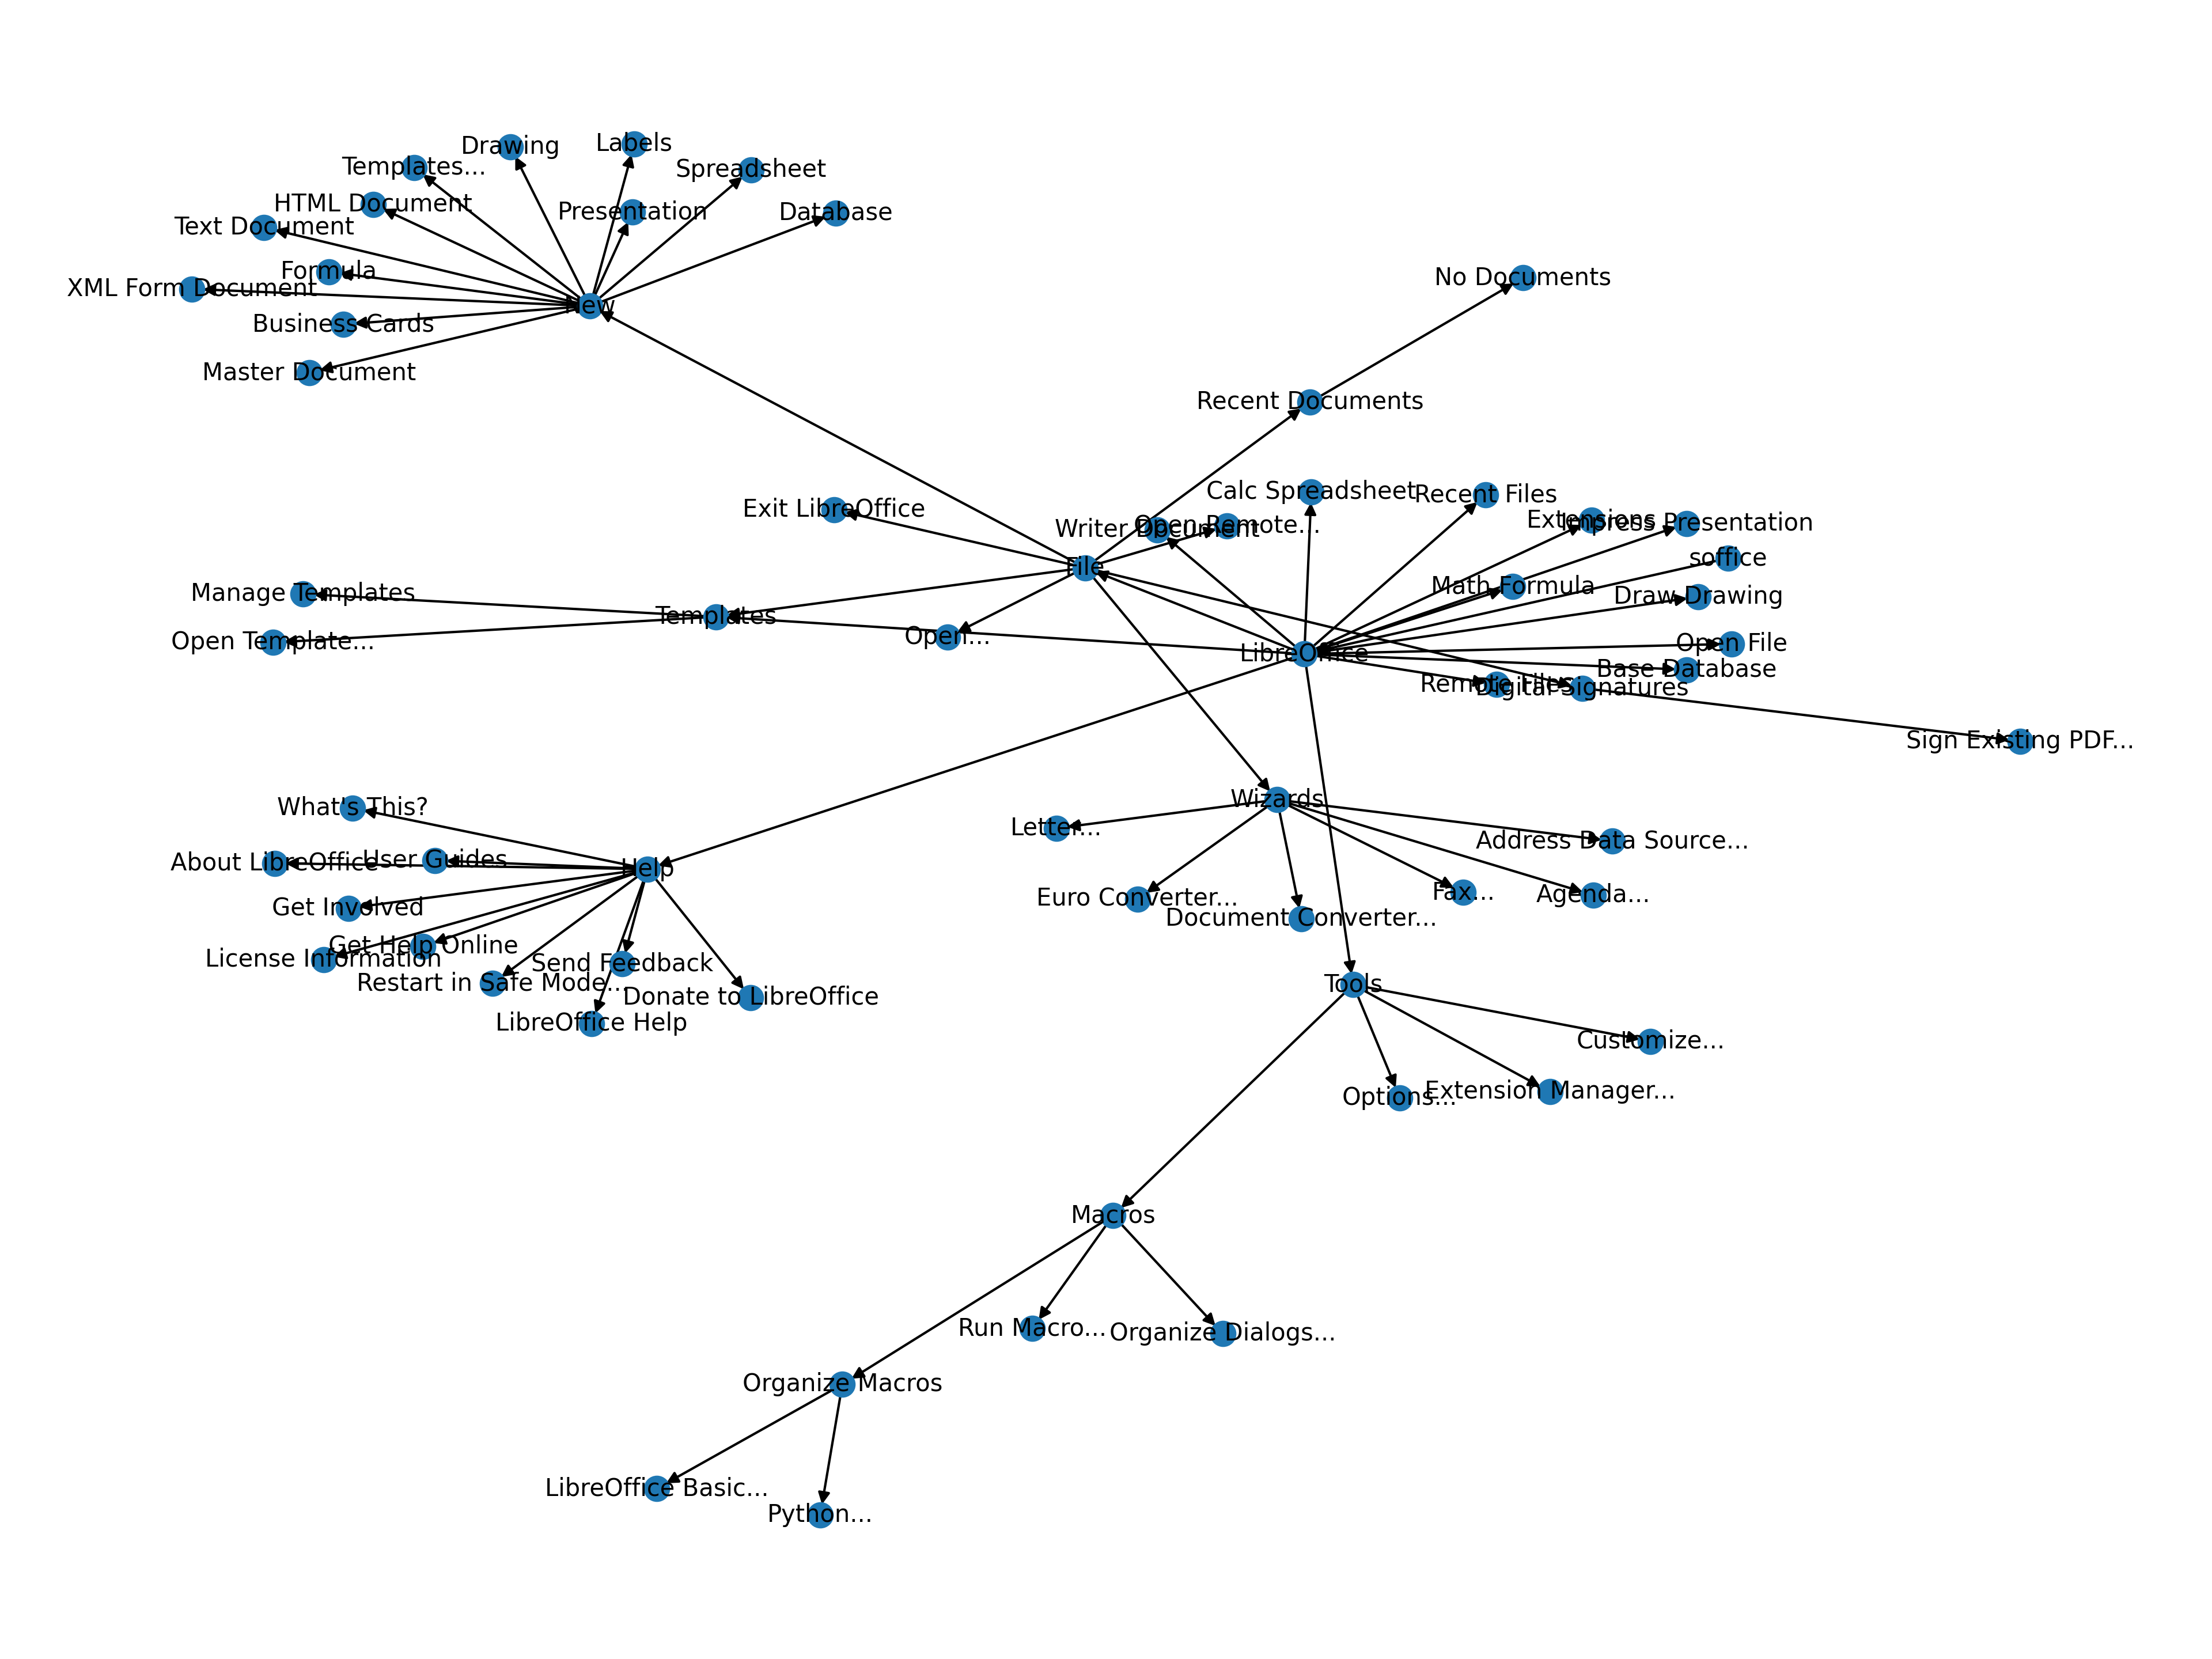 Labels
Drawing
Templates...
Spreadsheet
HTML Document
Presentation
Database
Text Document
Formula
No Documents
XML Form Document
New
Business Cards
Master Document
Recent Documents
Calc Spreadsheet
Recent Files
Exit LibreOffice
Extensions
Impress Presentation
Open Remote...
Writer Document
soffice
File
Math Formula
Manage Templates
Draw Drawing
Templates
Open...
Open Template...
Open File
LibreOffice
Base Database
Remote Files
Digital Signatures
Sign Existing PDF...
Wizards
What's This?
Letter...
Address Data Source...
User Guides
About LibreOffice
Help
Fax...
Agenda...
Euro Converter...
Get Involved
Document Converter...
Get Help Online
License Information
Send Feedback
Restart in Safe Mode...
Tools
Donate to LibreOffice
LibreOffice Help
Customize...
Extension Manager...
Options...
Macros
Run Macro...
Organize Dialogs...
Organize Macros
LibreOffice Basic...
Python...